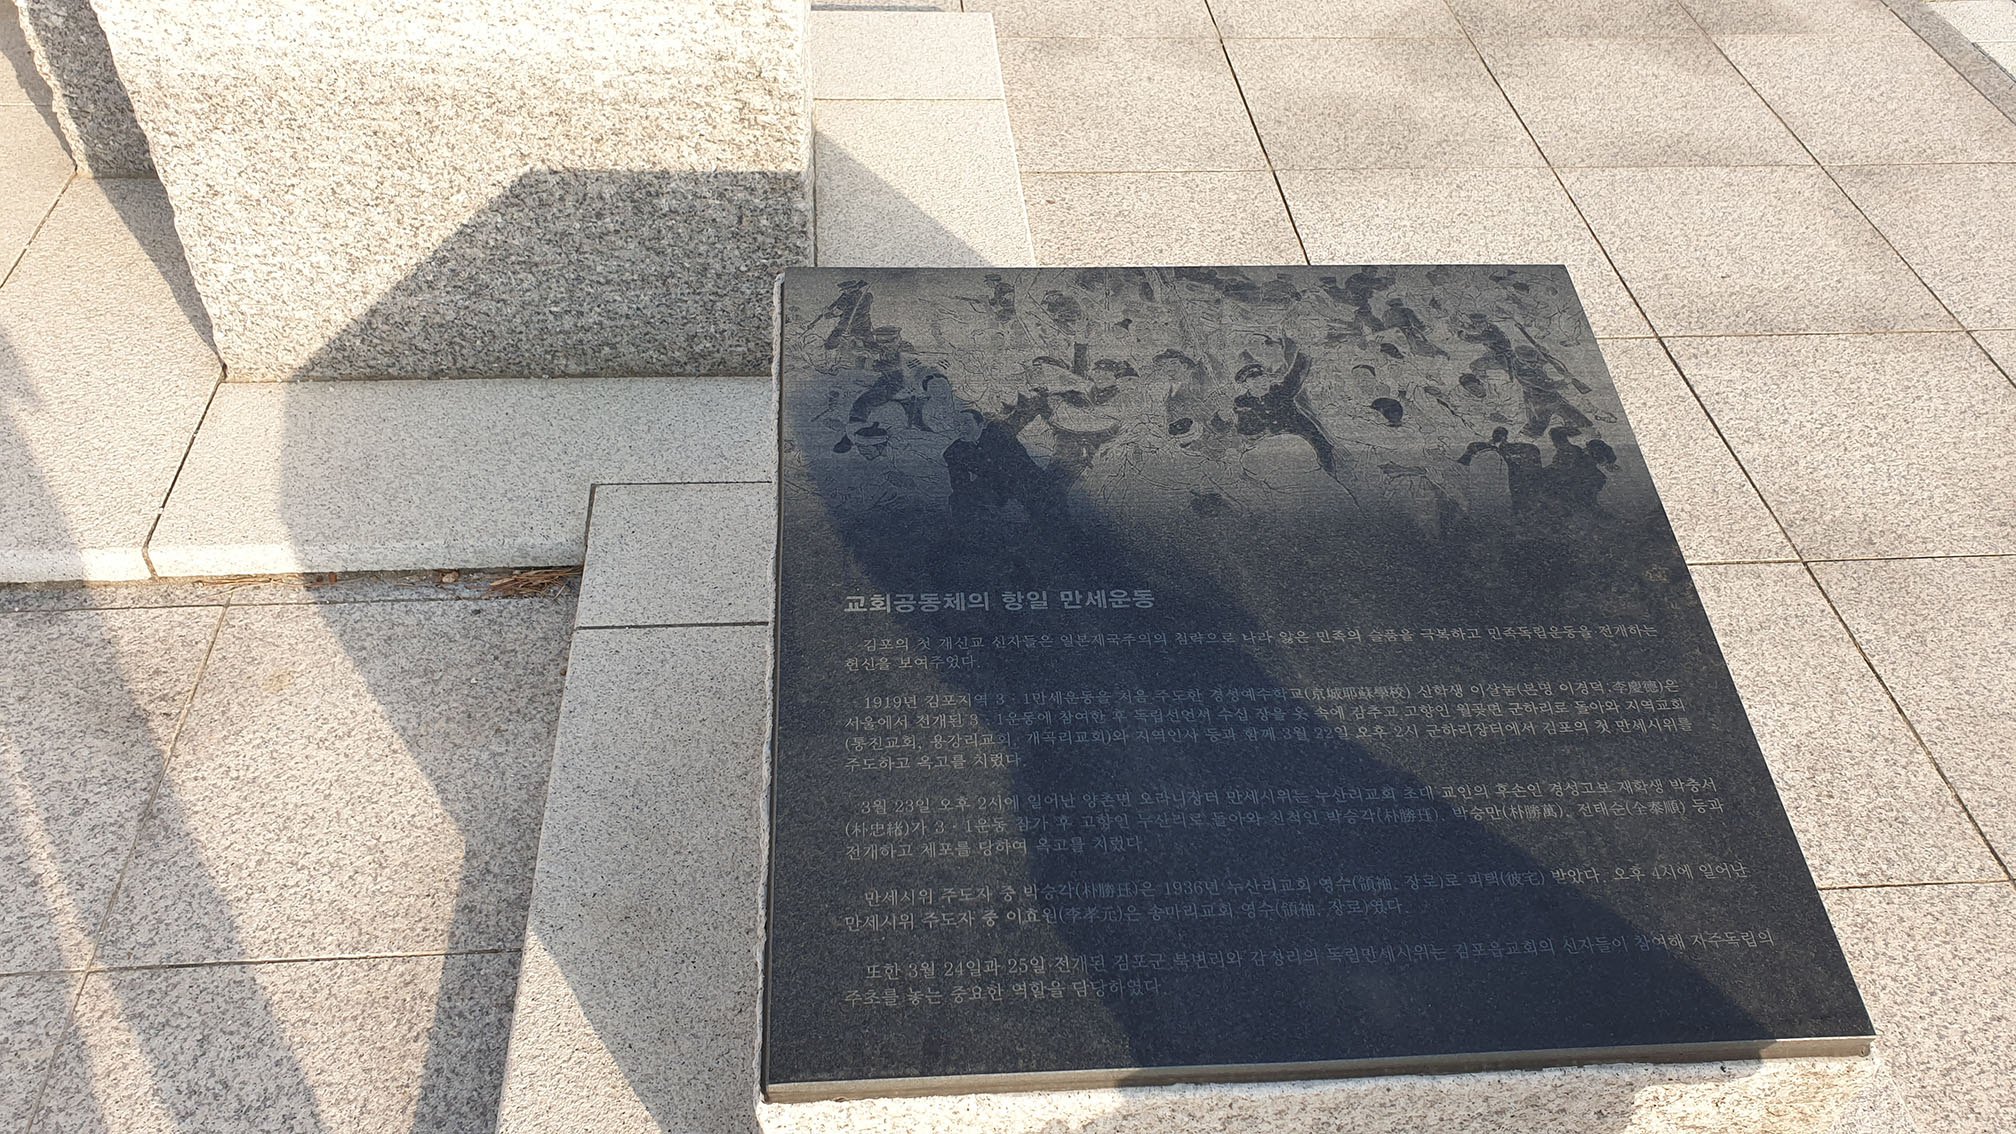 교회공동체의 항일 만세운동
김포의 첫 개신교 신자들은 일본제국주의의 침략으로 나라 잃은 민족의 슬픔을 극복하고 민족독립운동을 전개하는
헌신을 보여주었다.
1919년 김포지역 3·1만세운동을 처음 주도한 경성예수학교(京城耶蘇學校) 신학생 이살눔(본명 이경덕;李慶德)은
서울에서 전개된 3·1운동에 참여한 후 독립선언서 수십 장을 옷 속에 감추고 고향인 월곶면 군하리로 돌아와 지역교회
(통진교회, 용강리교회, 개곡리교회)와 지역인사 등과 함께 3월 22일 오후 2시 군하리장터에서 김포의 첫 만세시위를
주도하고 옥고를 치렀다.
3월 23일 오후 2시에 일어난 양촌면 오라니장터 만세시위는 누산리교회 초대 교인의 후손인 경성고보 재학생 박충서
(朴忠緖)가 3·1운동 참가 후 고향인 누산리로 돌아와 친척인 박승각(朴勝珏), 박승만(朴勝萬), 전태순(全泰順) 등과
전개하고 체포를 당하여 옥고를 치렀다.
만세시위 주도자 중 박승각(朴勝珏)은 1936년 누산리교회 영수(領袖, 장로)로 피택(彼宅) 받았다. 오후 4시에 일어난
만세시위 주도자 중 이효원(李孝元)은 송마리교회 영수(領袖, 장로)였다.
또한 3월 24일과 25일 전개된 김포군 북변리와 감정리의 독립만세시위는 김포읍교회의 신자들이 참여해 자주독립의
주조를 놓는 중요한 역할을 담당하였다.